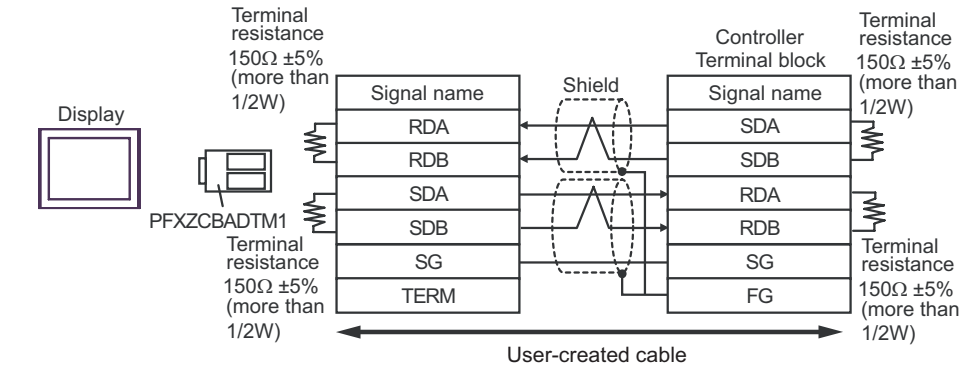 Terminal
resistance
150Ω ±5%
(more than
1/2W)
Display
PFXZCBADTM1
Terminal
resistance
150Ω ±5%
(more than
1/2W)
Signal name
RDA
RDB
SDA
SDB
SG
TERM
Shield
Controller
Terminal block
Signal name
SDA
SDB
RDA
RDB
SG
FG
Terminal
resistance
150Ω ±5%
(more than
1/2W)
Terminal
resistance
150Ω ±5%
(more than
1/2W)
User-created cable